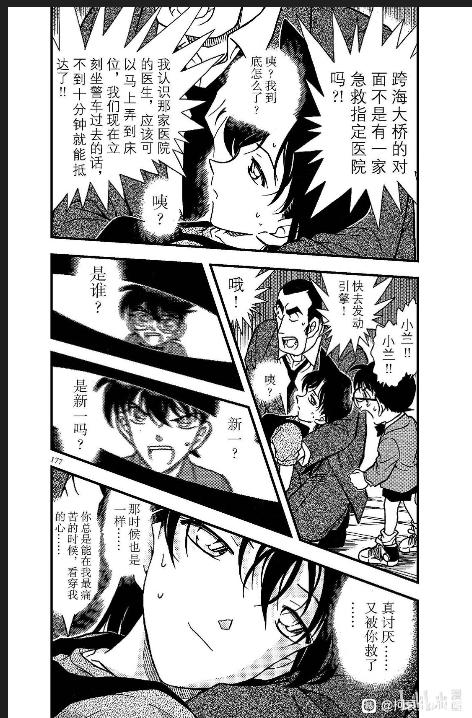 跨海大桥的对
面不是有一家
急救指定医院
吗?!
咦?我到
底怎么了?
我认识那家医院
的医生,应该可
以马上弄到床
位,我们现在立
刻坐警车过去的话,
不到十分钟就能抵
达了!!
咦?
小兰!!
小兰!!
快去发动
引擎!
哦!
咦?
是谁?
新一?
是新一吗?
177
真讨厌……
……又被你救了
那时候也是
一样……
你总是能在我最痛
苦的时候,看穿我
的心……